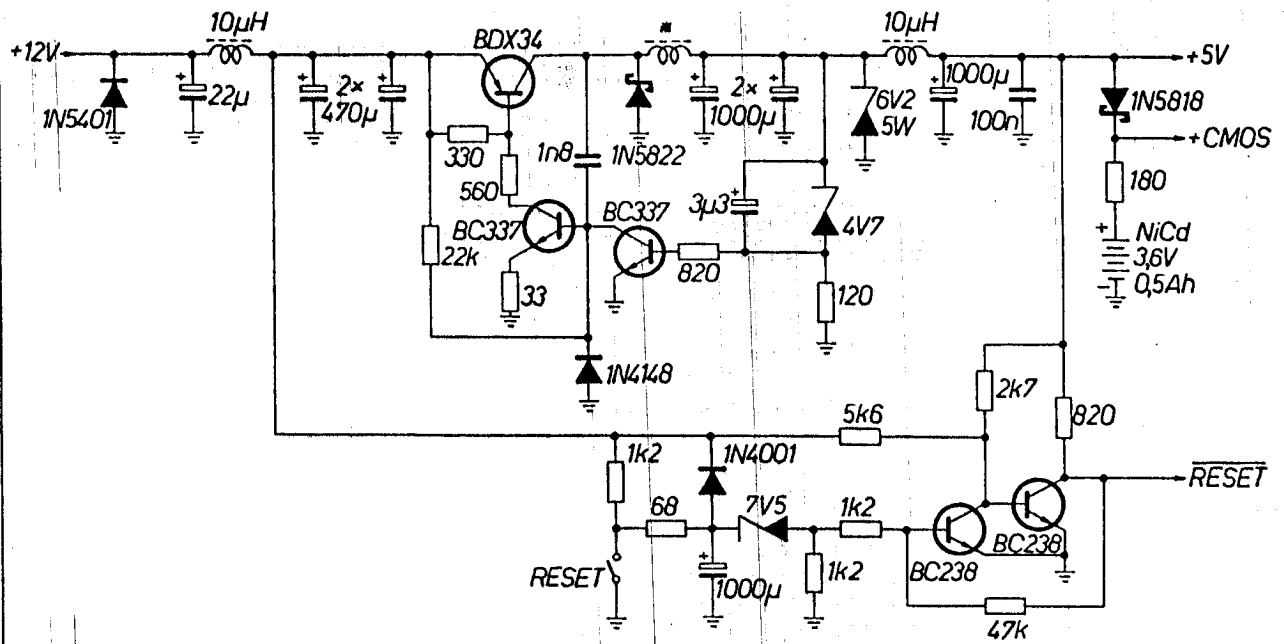 10µH
10µH
+12V
BDX34
*
+5V
1N5401
22µ
2×
470µ
330
560
1n8
1N5822
2×
1000µ
6V2
5W
1000µ
100n
1N5818
+CMOS
180
BC337
BC337
3µ3
4V7
22k
33
820
120
NiCd
3,6V
0,5Ah
1N4148
2k7
820
5k6
1k2
1N4001
RESET
68
7V5
1k2
RESET
1000µ
1k2
BC238
BC238
47k